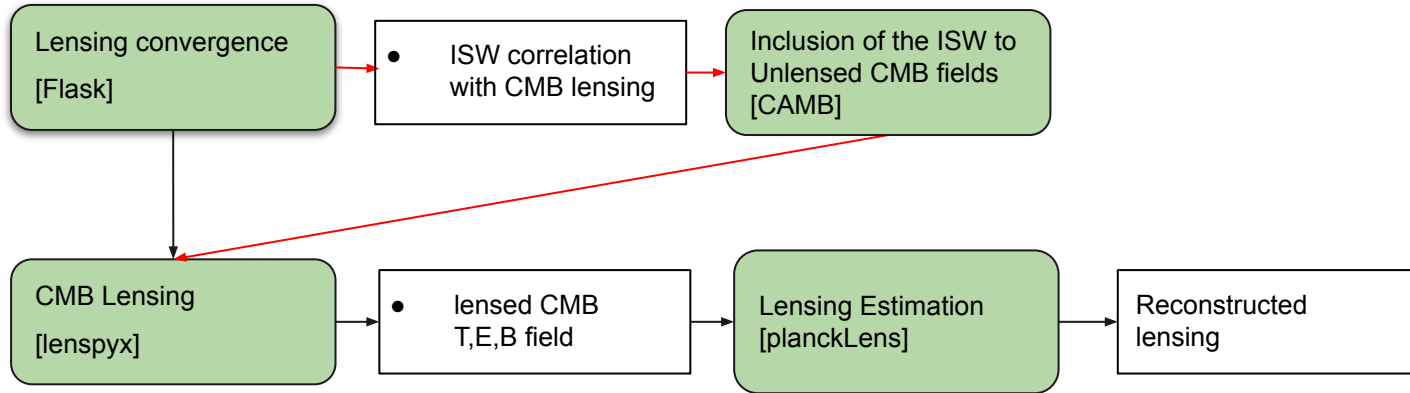 Lensing convergence
[Flask]
● ISW correlation
with CMB lensing
Inclusion of the ISW to
Unlensed CMB fields
[CAMB]
CMB Lensing
[lenspyx]
● lensed CMB
T,E,B field
Lensing Estimation
[planckLens]
Reconstructed
lensing